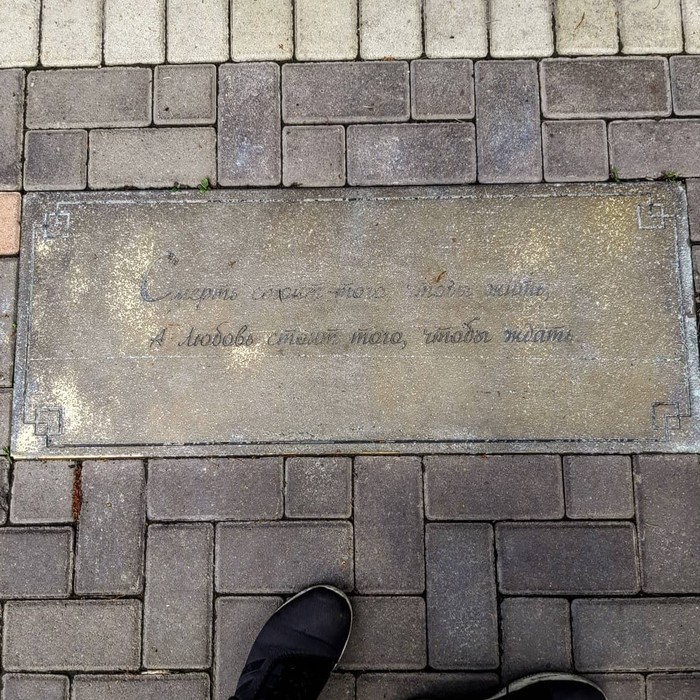 Смерть стоит того, чтобы жить,
А любовь стоит того, чтобы ждать.